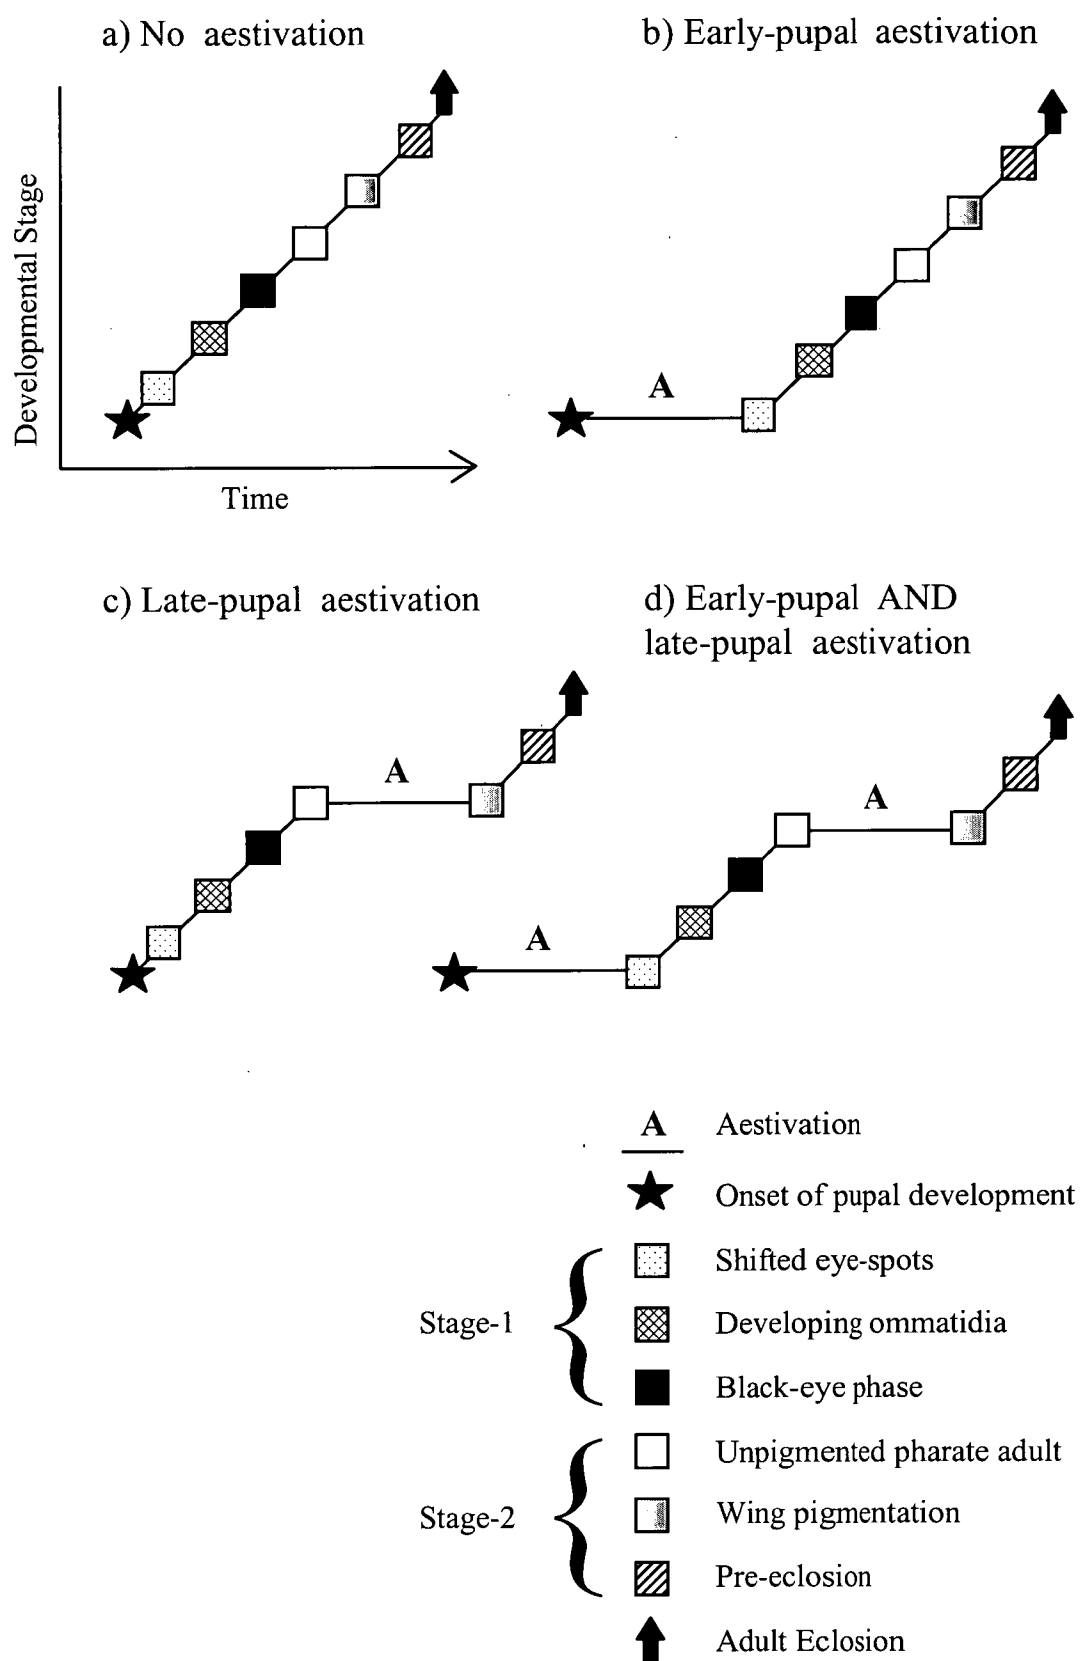 a) No aestivation
b) Early-pupal aestivation
Developmental Stage
A
Time
c) Late-pupal aestivation
d) Early-pupal AND
late-pupal aestivation
A
A
A
A Aestivation
Onset of pupal development
Shifted eye-spots
Stage-1
Developing ommatidia
Black-eye phase
Unpigmented pharate adult
Stage-2
Wing pigmentation
Pre-eclosion
Adult Eclosion